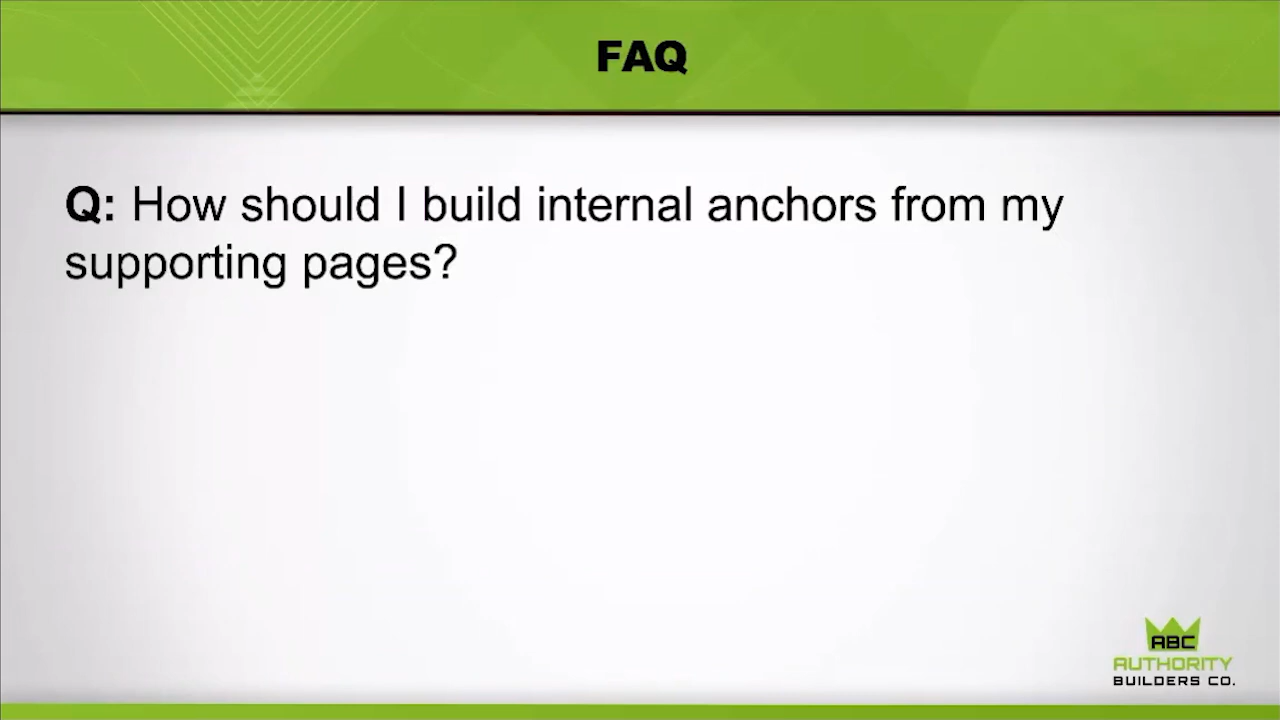 FAQ
Q: How should I build internal anchors from my
supporting pages?
ABC
AUTHORITY
BUILDERS CO.